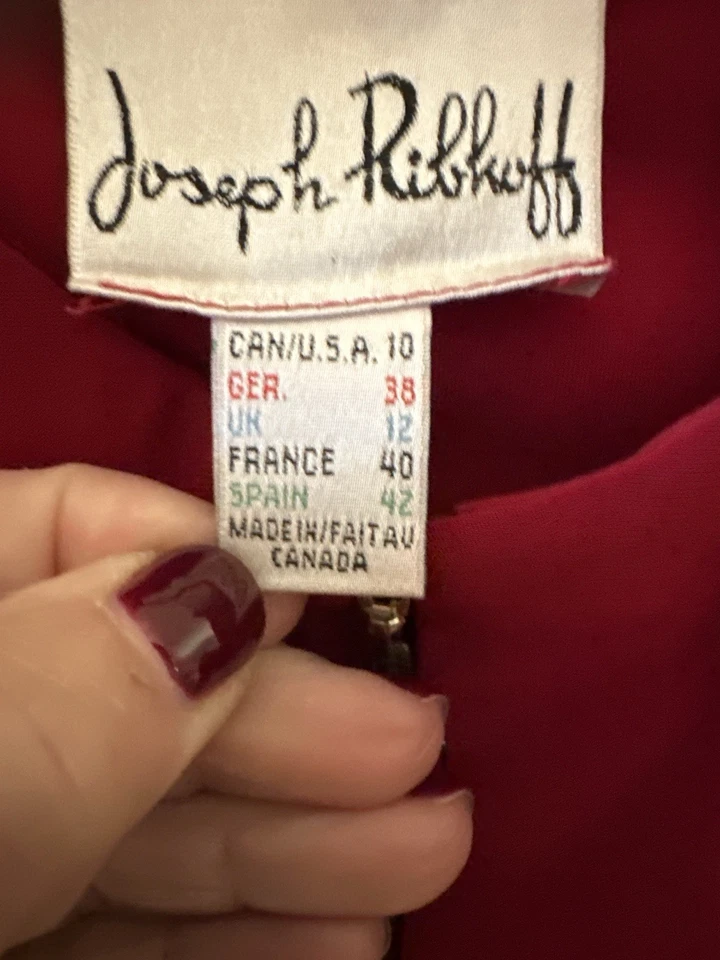 Joseph Ribkoff
CAN/U.S.A. 10
GER. 38
UK 12
FRANCE 40
SPAIN 42
MADE IN/FAIT AU
CANADA